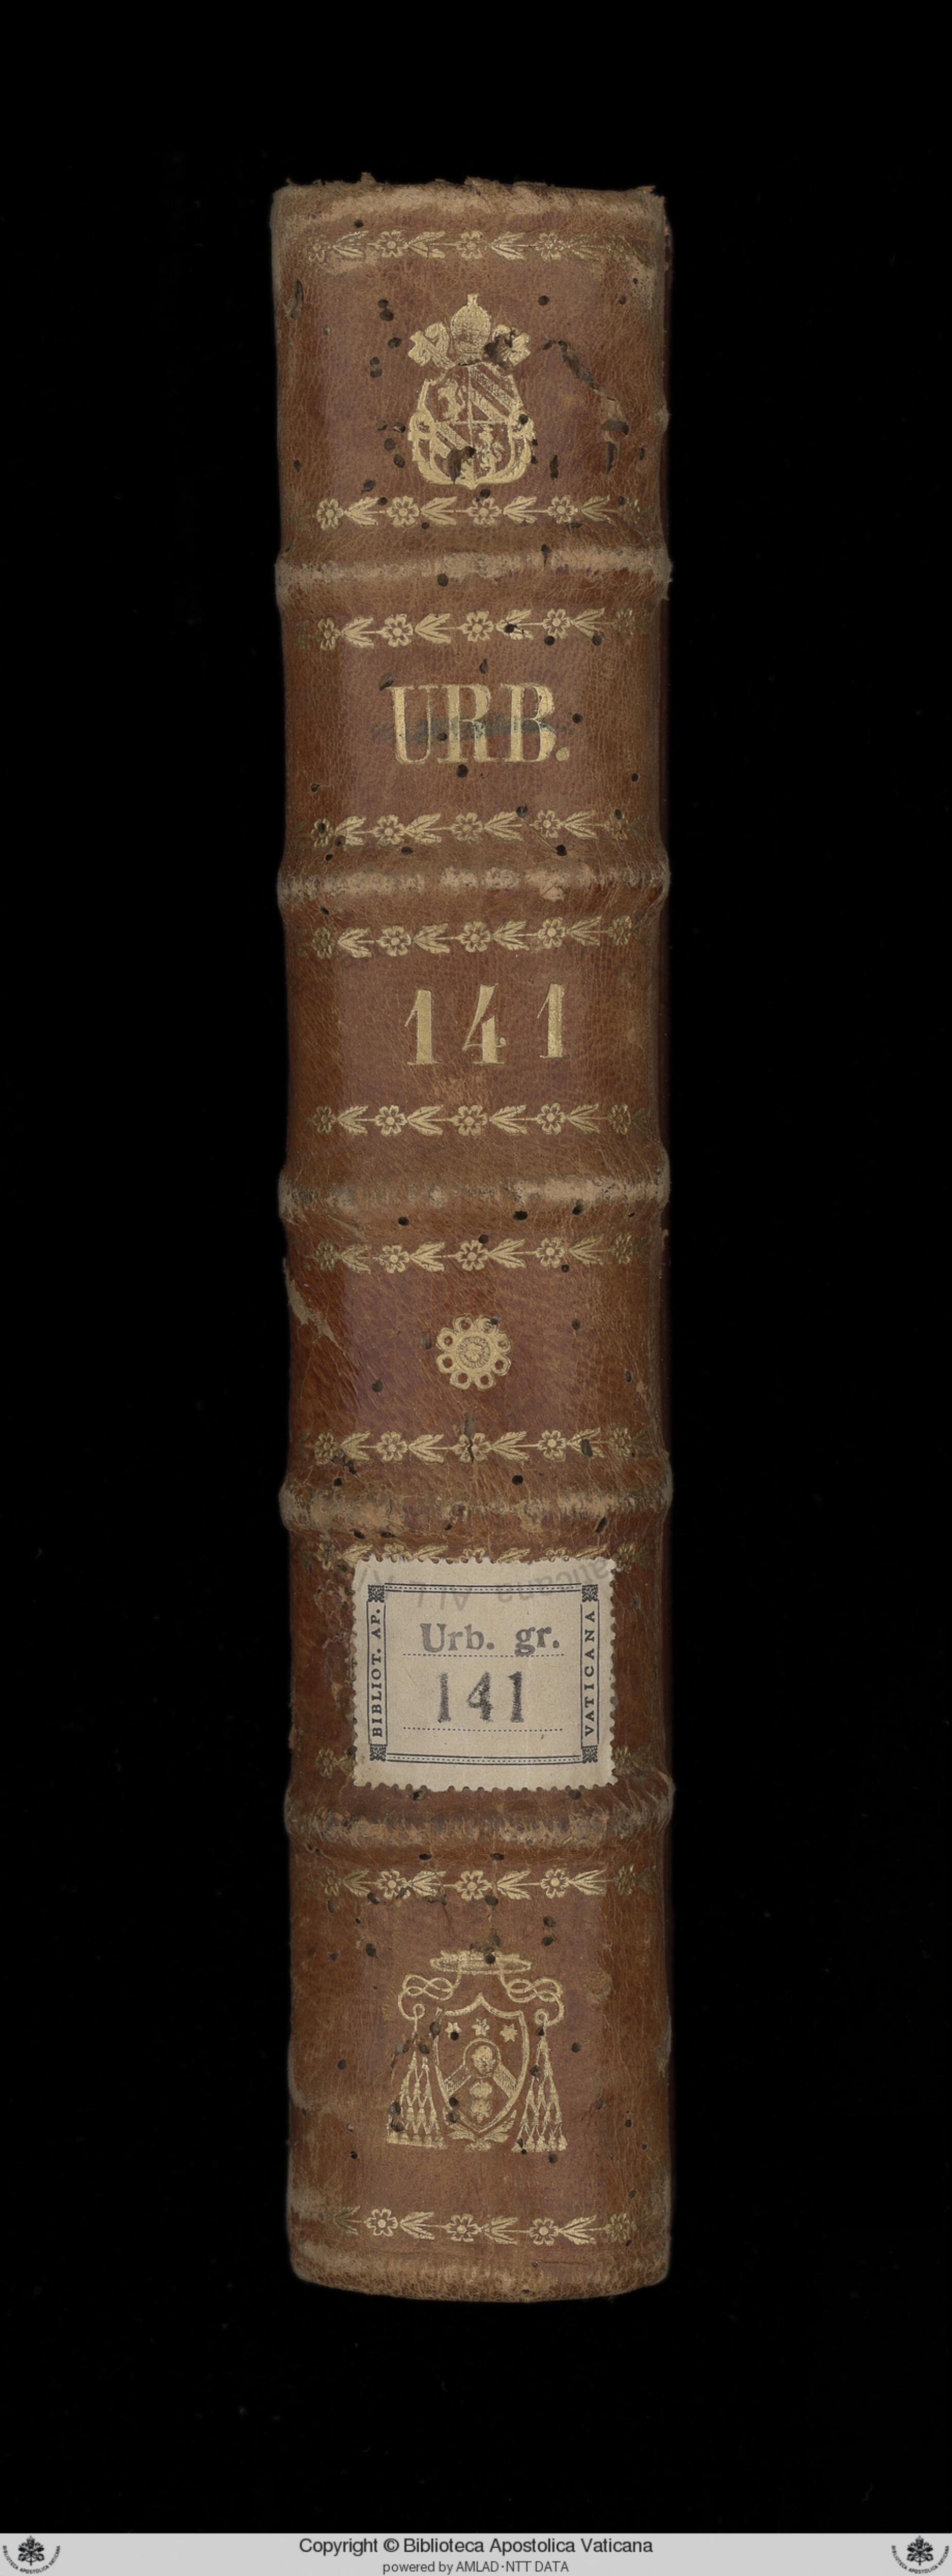 URB.
141
BIBLIOT. AP.
Urb. gr.
141
VATICANA
Copyright © Biblioteca Apostolica Vaticana
powered by AMLAD·NTT DATA